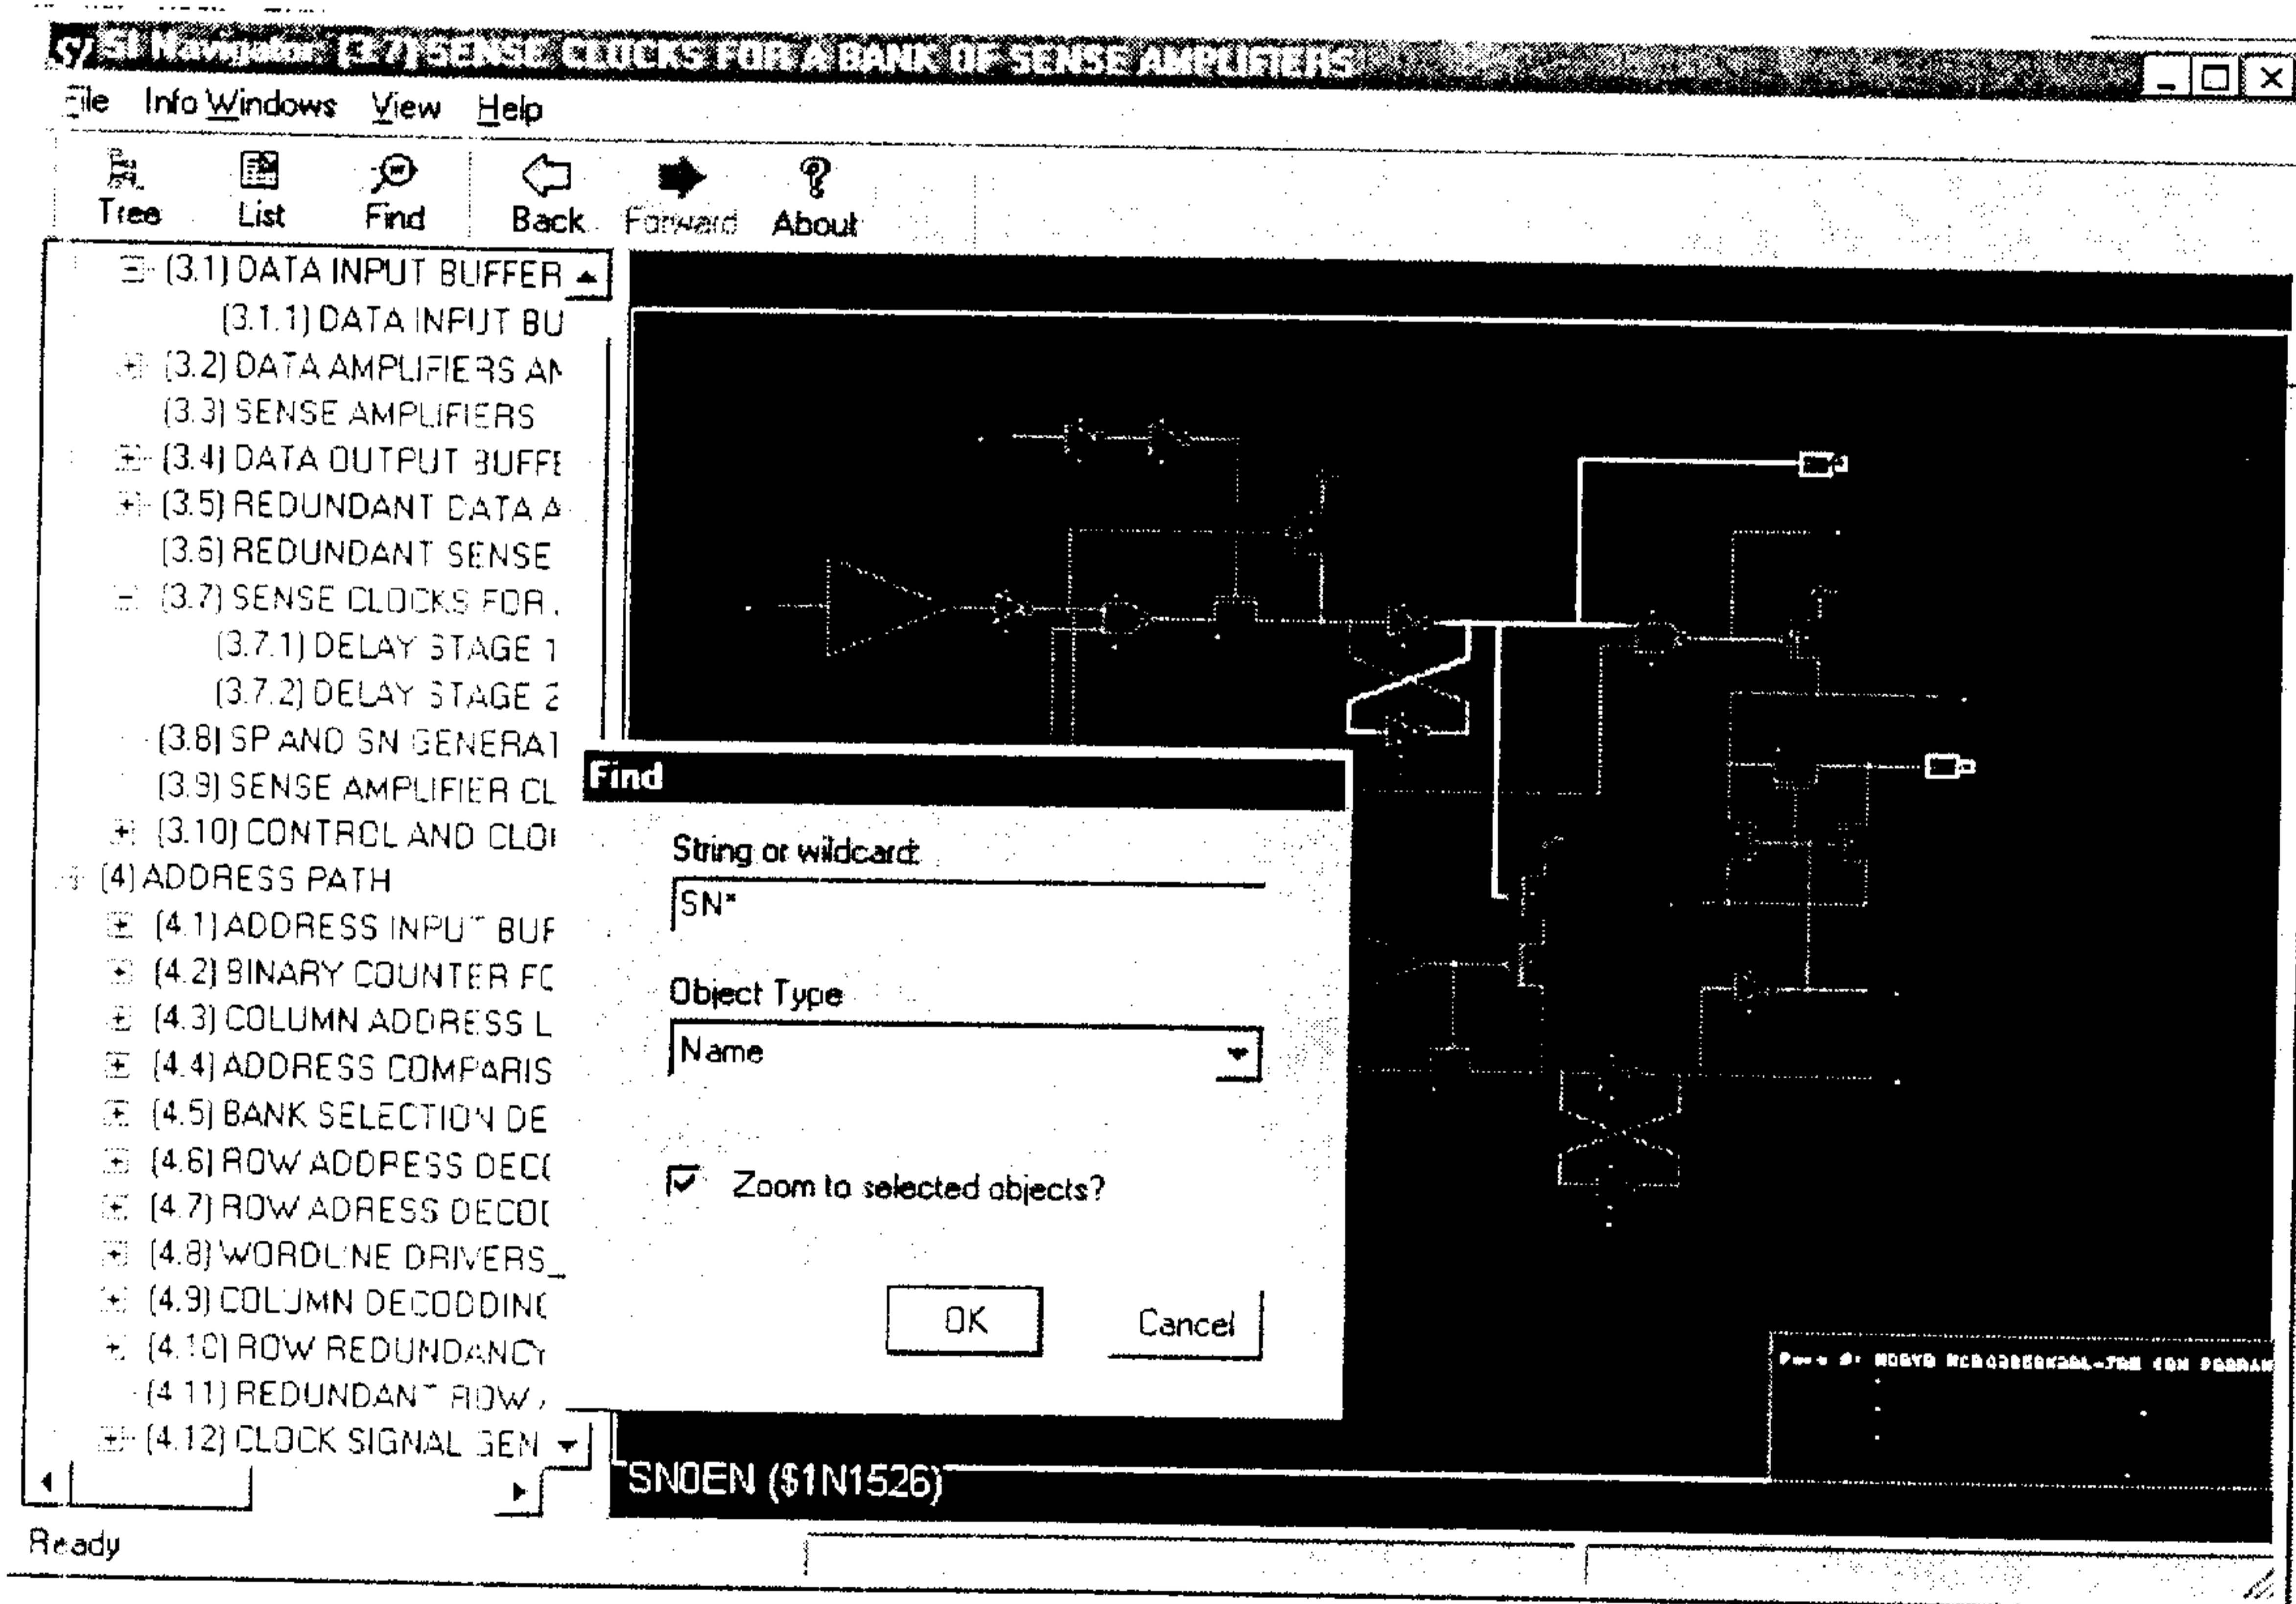 SI Navigator: (3.7) SENSE CLOCKS FOR A BANK OF SENSE AMPLIFIERS
File Info Windows View Help
Tree List Find Back Forward About
(3.1) DATA INPUT BUFFER
(3.1.1) DATA INPUT BU
(3.2) DATA AMPLIFIERS AN
(3.3) SENSE AMPLIFIERS
(3.4) DATA OUTPUT BUFFE
(3.5) REDUNDANT DATA A
(3.6) REDUNDANT SENSE
(3.7) SENSE CLOCKS FOR
(3.7.1) DELAY STAGE 1
(3.7.2) DELAY STAGE 2
(3.8) SP AND SN GENERAT
(3.9) SENSE AMPLIFIER CL
(3.10) CONTROL AND CLO
(4) ADDRESS PATH
(4.1) ADDRESS INPUT BUF
(4.2) BINARY COUNTER FO
(4.3) COLUMN ADDRESS L
(4.4) ADDRESS COMPARIS
(4.5) BANK SELECTION DE
(4.6) ROW ADDRESS DEC
(4.7) ROW ADRESS DECO
(4.8) WORDLINE DRIVERS_
(4.9) COLUMN DECODDING
(4.10) ROW REDUNDANCY
(4.11) REDUNDANT ROW
(4.12) CLOCK SIGNAL GEN
Find
String or wildcard:
SN*
Object Type
Name
Zoom to selected objects?
OK Cancel
SN0EN ($1N1526)
Ready